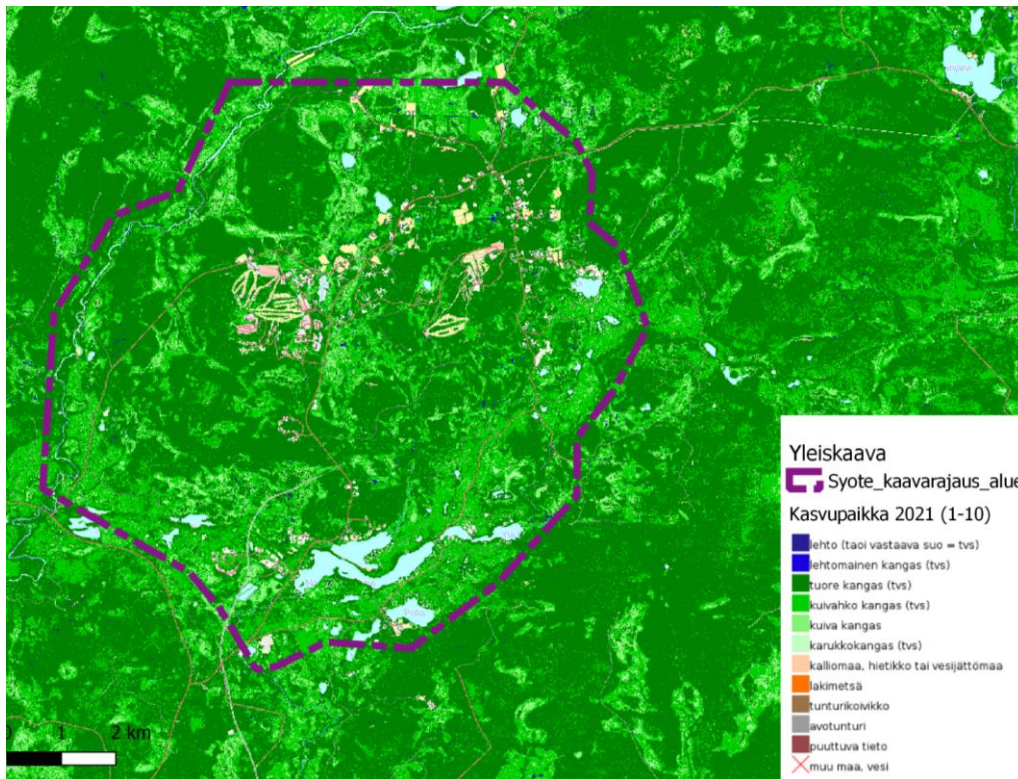 Yleiskaava
Syote_kaavarajaus_alue
Kasvupaikka 2021 (1-10)
lehto (taoi vastaava suo = tvs)
lehtomainen kangas (tvs)
tuore kangas (tvs)
kuivahko kangas (tvs)
kuiva kangas
karukkokangas (tvs)
kalliomaa, hietikko tai vesijättömaa
lakimetsä
tunturikoivikko
avotunturi
puuttuva tieto
muu maa, vesi
0 1 2 km